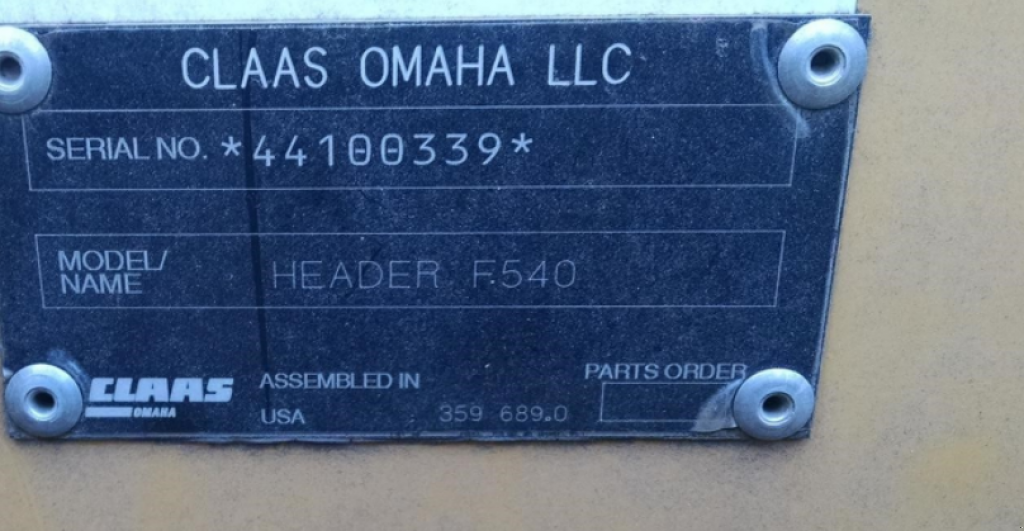 CLAAS OMAHA LLC
SERIAL NO. *44100339*
MODEL/
NAME
HEADER F540
CLAAS
OMAHA
ASSEMBLED IN
USA
359 689.0
PARTS ORDER